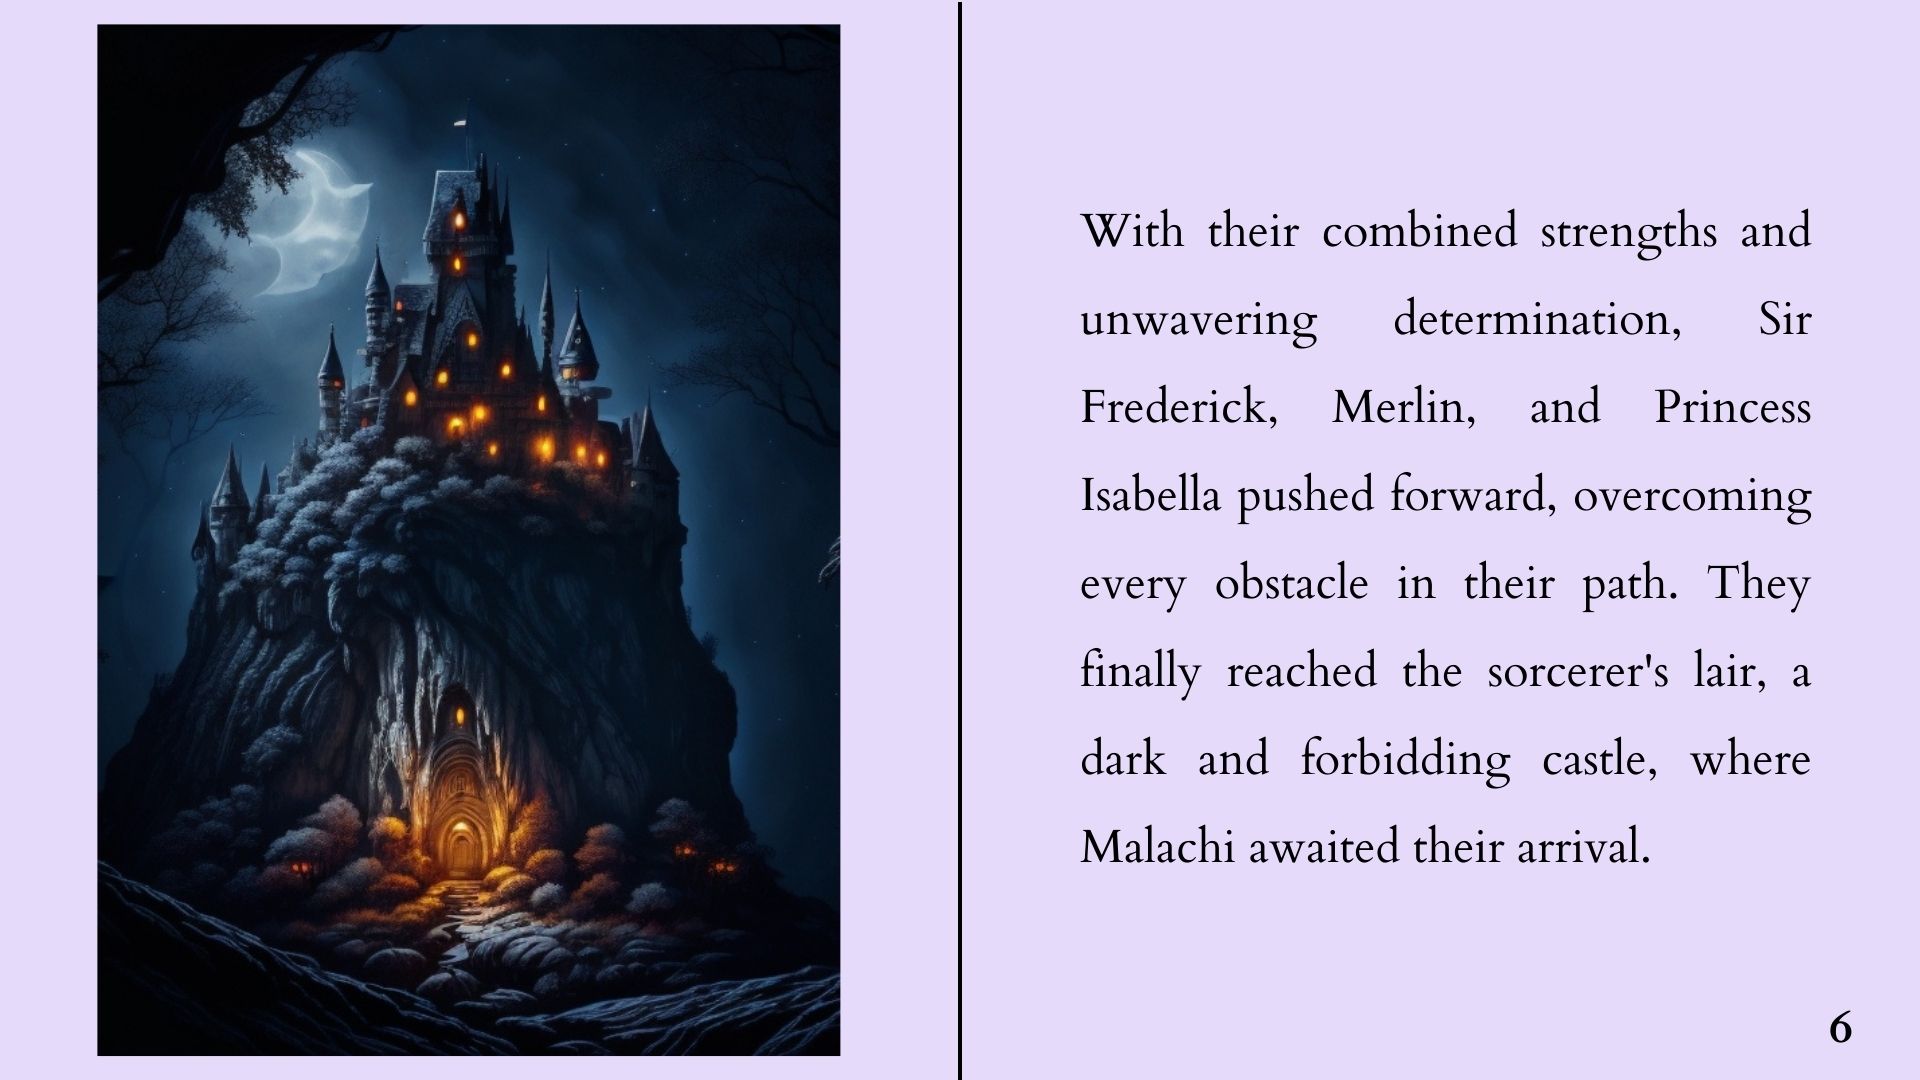 With their combined strengths and
unwavering determination, Sir
Frederick, Merlin, and Princess
Isabella pushed forward, overcoming
every obstacle in their path. They
finally reached the sorcerer's lair, a
dark and forbidding castle, where
Malachi awaited their arrival.
6